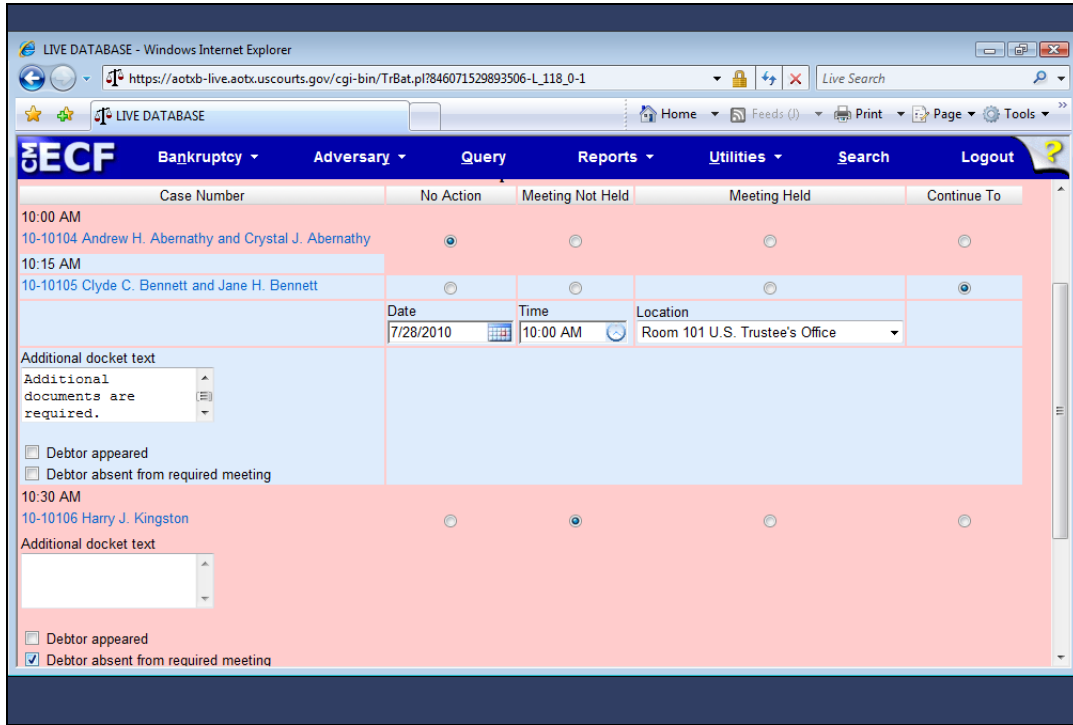 LIVE DATABASE - Windows Internet Explorer
https://aotxb-live.aotx.uscourts.gov/cgi-bin/TrBat.pl?846071529893506-L_118_0-1
Live Search
LIVE DATABASE
Home Feeds (J) Print Page Tools »
CM ECF Bankruptcy Adversary Query Reports Utilities Search Logout ?
Case Number No Action Meeting Not Held Meeting Held Continue To
10:00 AM
10-10104 Andrew H. Abernathy and Crystal J. Abernathy
10:15 AM
10-10105 Clyde C. Bennett and Jane H. Bennett
Date Time Location
7/28/2010 10:00 AM Room 101 U.S. Trustee's Office
Additional docket text
Additional
documents are
required.
Debtor appeared
Debtor absent from required meeting
10:30 AM
10-10106 Harry J. Kingston
Additional docket text
Debtor appeared
Debtor absent from required meeting